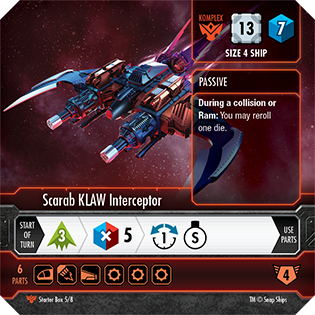 KOMPLEX
13
7
SIZE 4 SHIP
PASSIVE
During a collision or
Ram: You may reroll
one die.
Scarab KLAW Interceptor
START OF TURN
3
5
1
S
USE PARTS
6 PARTS
4
Starter Box 5/8
TM © Snap Ships